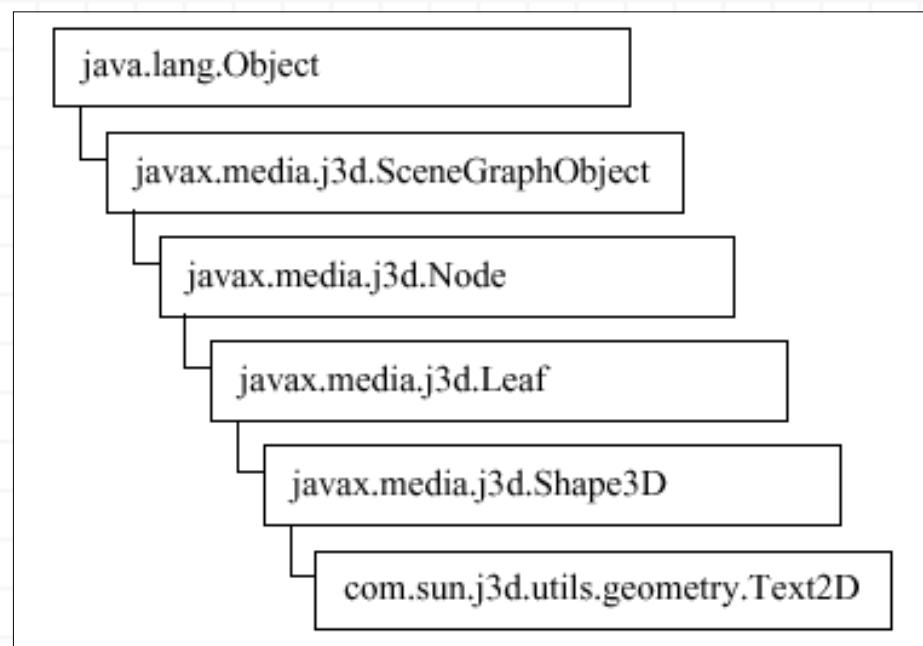 java.lang.Object
javax.media.j3d.SceneGraphObject
javax.media.j3d.Node
javax.media.j3d.Leaf
javax.media.j3d.Shape3D
com.sun.j3d.utils.geometry.Text2D